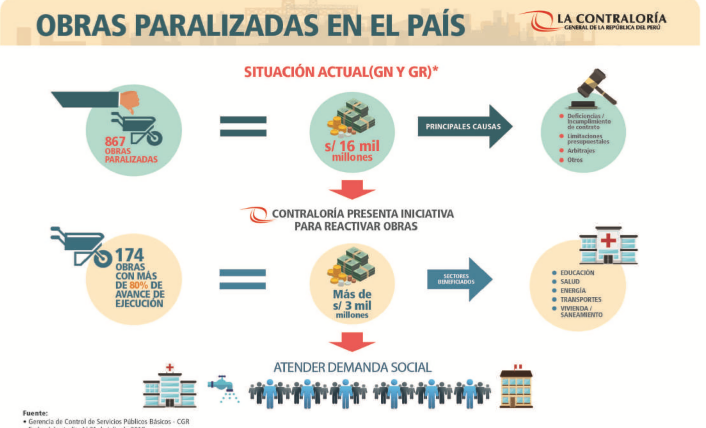 OBRAS PARALIZADAS EN EL PAÍS
LA CONTRALORÍA
GENERAL DE LA REPÚBLICA DEL PERÚ
SITUACIÓN ACTUAL(GN Y GR)*
867
OBRAS
PARALIZADAS
s/ 16 mil
millones
PRINCIPALES CAUSAS
Deficiencias /
incumplimiento
de contrato
Limitaciones
presupuestales
Arbitrajes
Otros
CONTRALORÍA PRESENTA INICIATIVA
PARA REACTIVAR OBRAS
174
OBRAS
CON MÁS
DE 80% DE
AVANCE DE
EJECUCIÓN
Más de
s/ 3 mil
millones
SECTORES
BENEFICIADOS
EDUCACIÓN
SALUD
ENERGÍA
TRANSPORTES
VIVIENDA /
SANEAMIENTO
ATENDER DEMANDA SOCIAL
Fuente:
• Gerencia de Control de Servicios Públicos Básicos - CGR